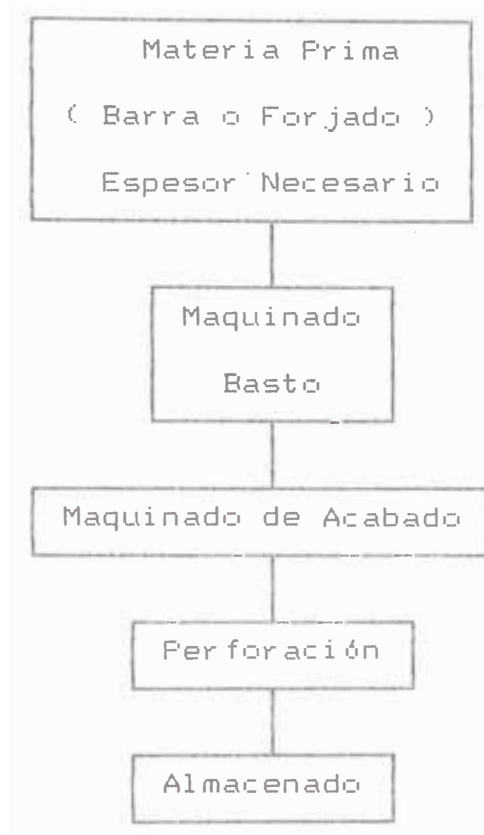 Materia Prima
( Barra o Forjado )
Espesor Necesario
Maquinado
Basto
Maquinado de Acabado
Perforación
Almacenado